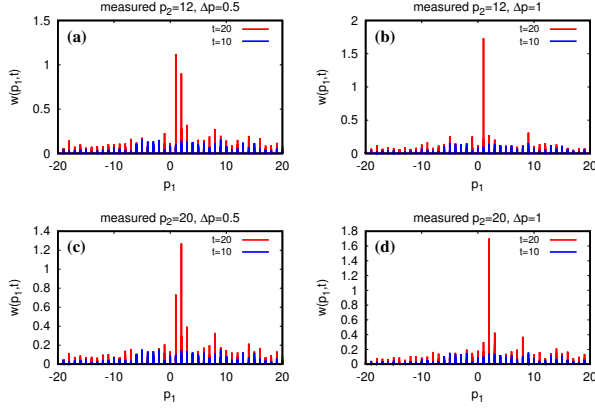 measured p₂=12, Δp=0.5
(a)
t=20
t=10
w(p₁,t)
1.5
1
0.5
0
-20 -10 0 10 20
p₁
measured p₂=12, Δp=1
(b)
t=20
t=10
w(p₁,t)
2
1.5
1
0.5
0
-20 -10 0 10 20
p₁
measured p₂=20, Δp=0.5
(c)
t=20
t=10
w(p₁,t)
1.4
1.2
1
0.8
0.6
0.4
0.2
0
-20 -10 0 10 20
p₁
measured p₂=20, Δp=1
(d)
t=20
t=10
w(p₁,t)
1.8
1.6
1.4
1.2
1
0.8
0.6
0.4
0.2
0
-20 -10 0 10 20
p₁